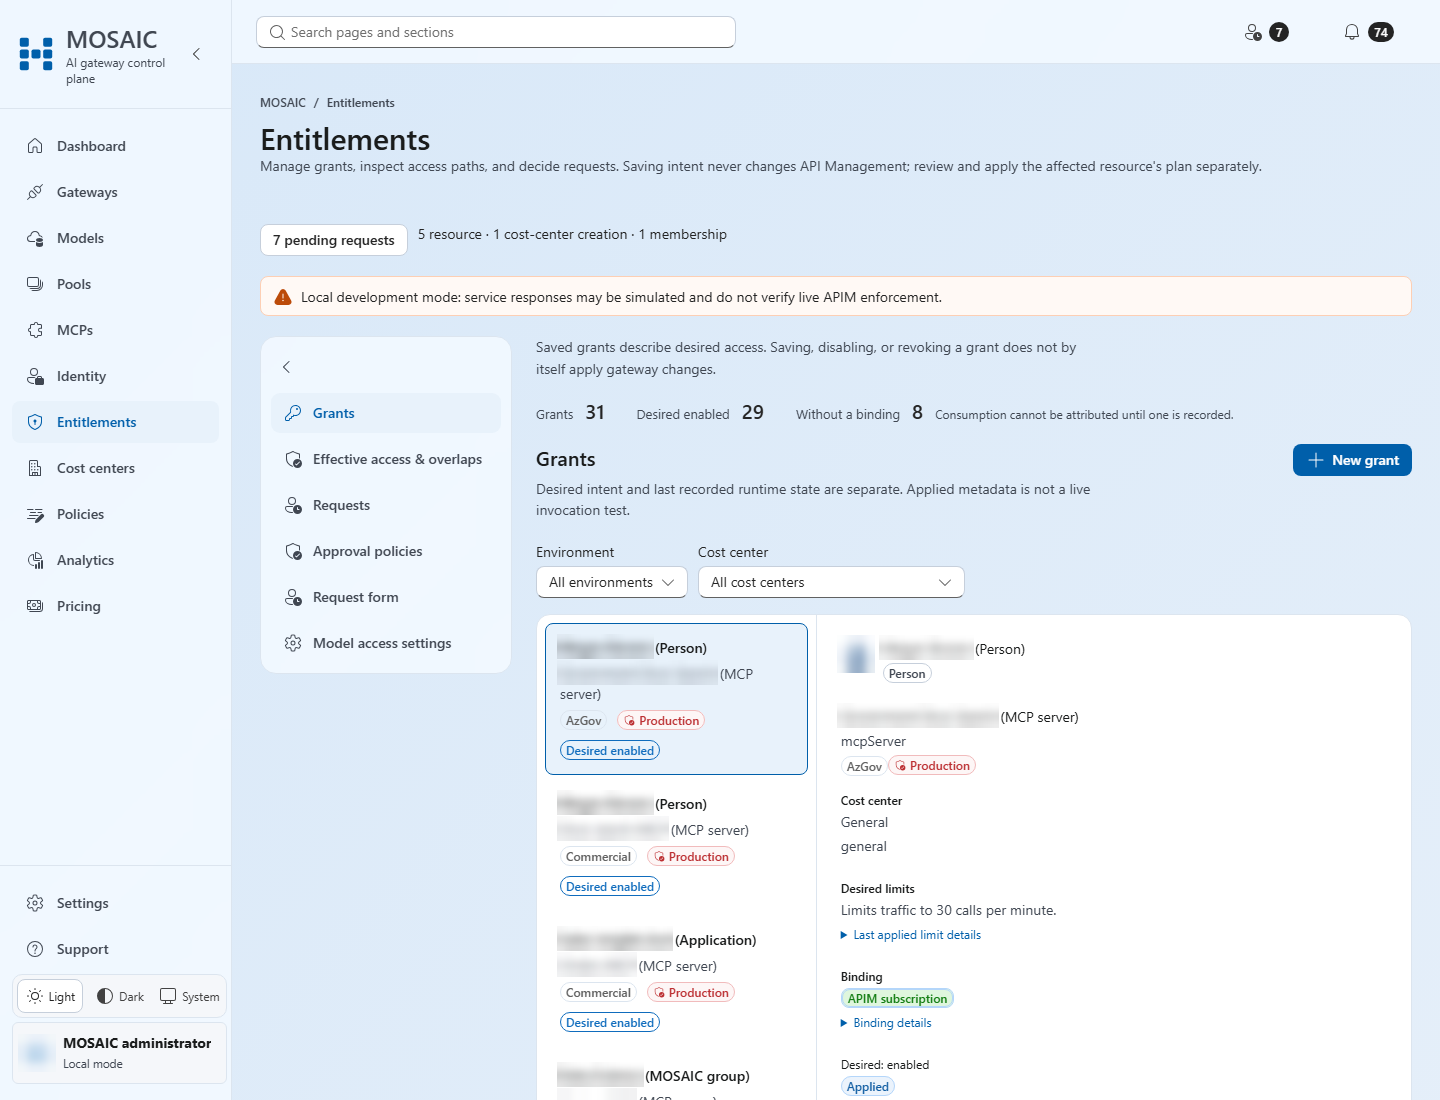 MOSAIC
AI gateway control
plane
Search pages and sections
7
74
Dashboard
Gateways
Models
Pools
MCPs
Identity
Entitlements
Cost centers
Policies
Analytics
Pricing
Settings
Support
Light
Dark
System
MOSAIC administrator
Local mode
MOSAIC / Entitlements
Entitlements
Manage grants, inspect access paths, and decide requests. Saving intent never changes API Management; review and apply the affected resource's plan separately.
7 pending requests
5 resource · 1 cost-center creation · 1 membership
Local development mode: service responses may be simulated and do not verify live APIM enforcement.
Grants
Effective access & overlaps
Requests
Approval policies
Request form
Model access settings
Saved grants describe desired access. Saving, disabling, or revoking a grant does not by
itself apply gateway changes.
Grants 31 Desired enabled 29 Without a binding 8 Consumption cannot be attributed until one is recorded.
Grants
New grant
Desired intent and last recorded runtime state are separate. Applied metadata is not a live
invocation test.
Environment
All environments
Cost center
All cost centers
(Person)
(MCP
server)
AzGov
Production
Desired enabled
(Person)
(MCP server)
Commercial
Production
Desired enabled
(Application)
(MCP server)
Commercial
Production
Desired enabled
(MOSAIC group)
(MCP server)
(Person)
Person
(MCP server)
mcpServer
AzGov
Production
Cost center
General
general
Desired limits
Limits traffic to 30 calls per minute.
Last applied limit details
Binding
APIM subscription
Binding details
Desired: enabled
Applied